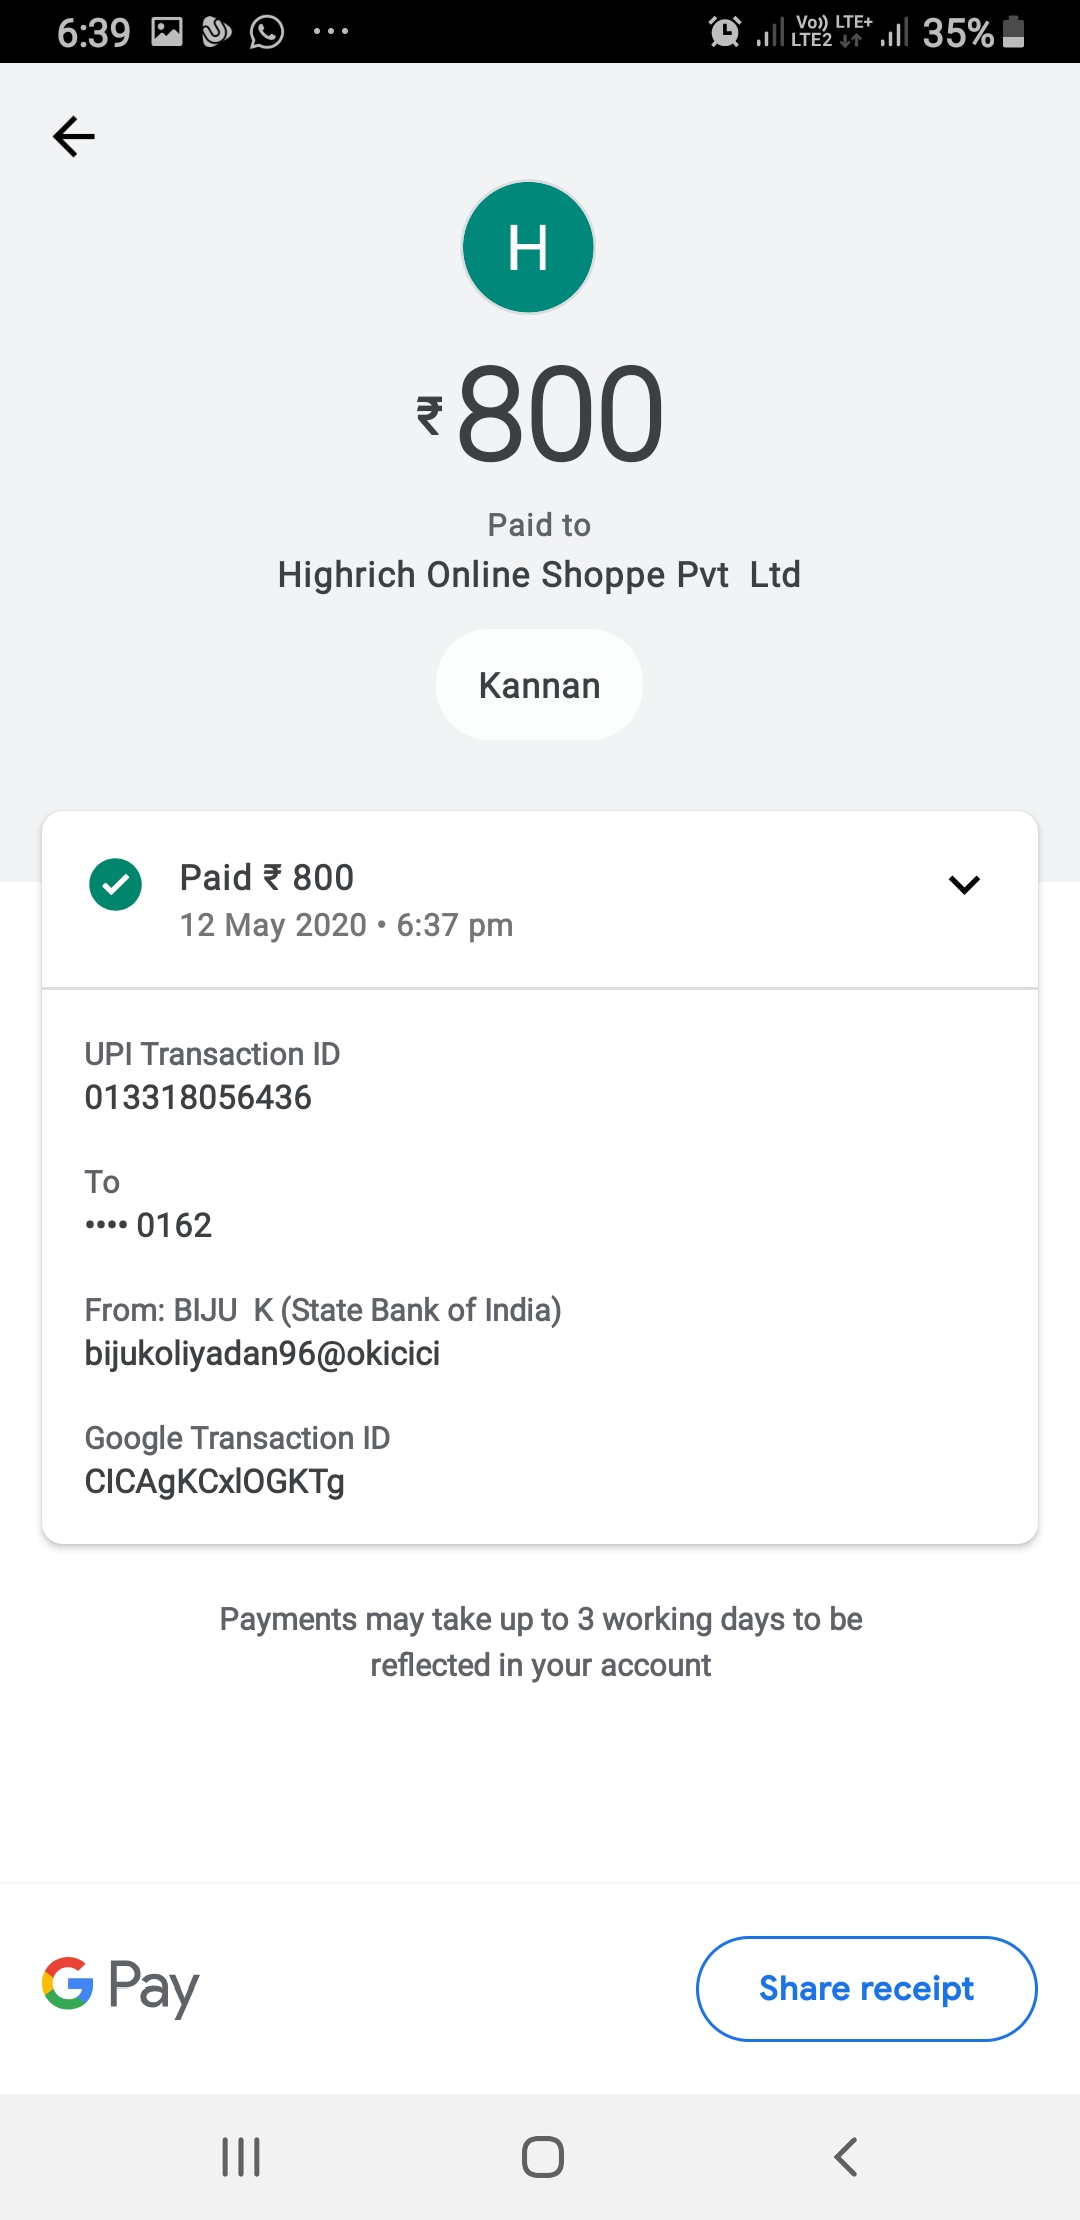 6:39
Vo)) LTE+
LTE2
35%
H
₹800
Paid to
Highrich Online Shoppe Pvt  Ltd
Kannan
Paid ₹ 800
12 May 2020 • 6:37 pm
UPI Transaction ID
013318056436
To
•••• 0162
From: BIJU  K (State Bank of India)
bijukoliyadan96@okicici
Google Transaction ID
CICAgKCxlOGKTg
Payments may take up to 3 working days to be
reflected in your account
G Pay
Share receipt